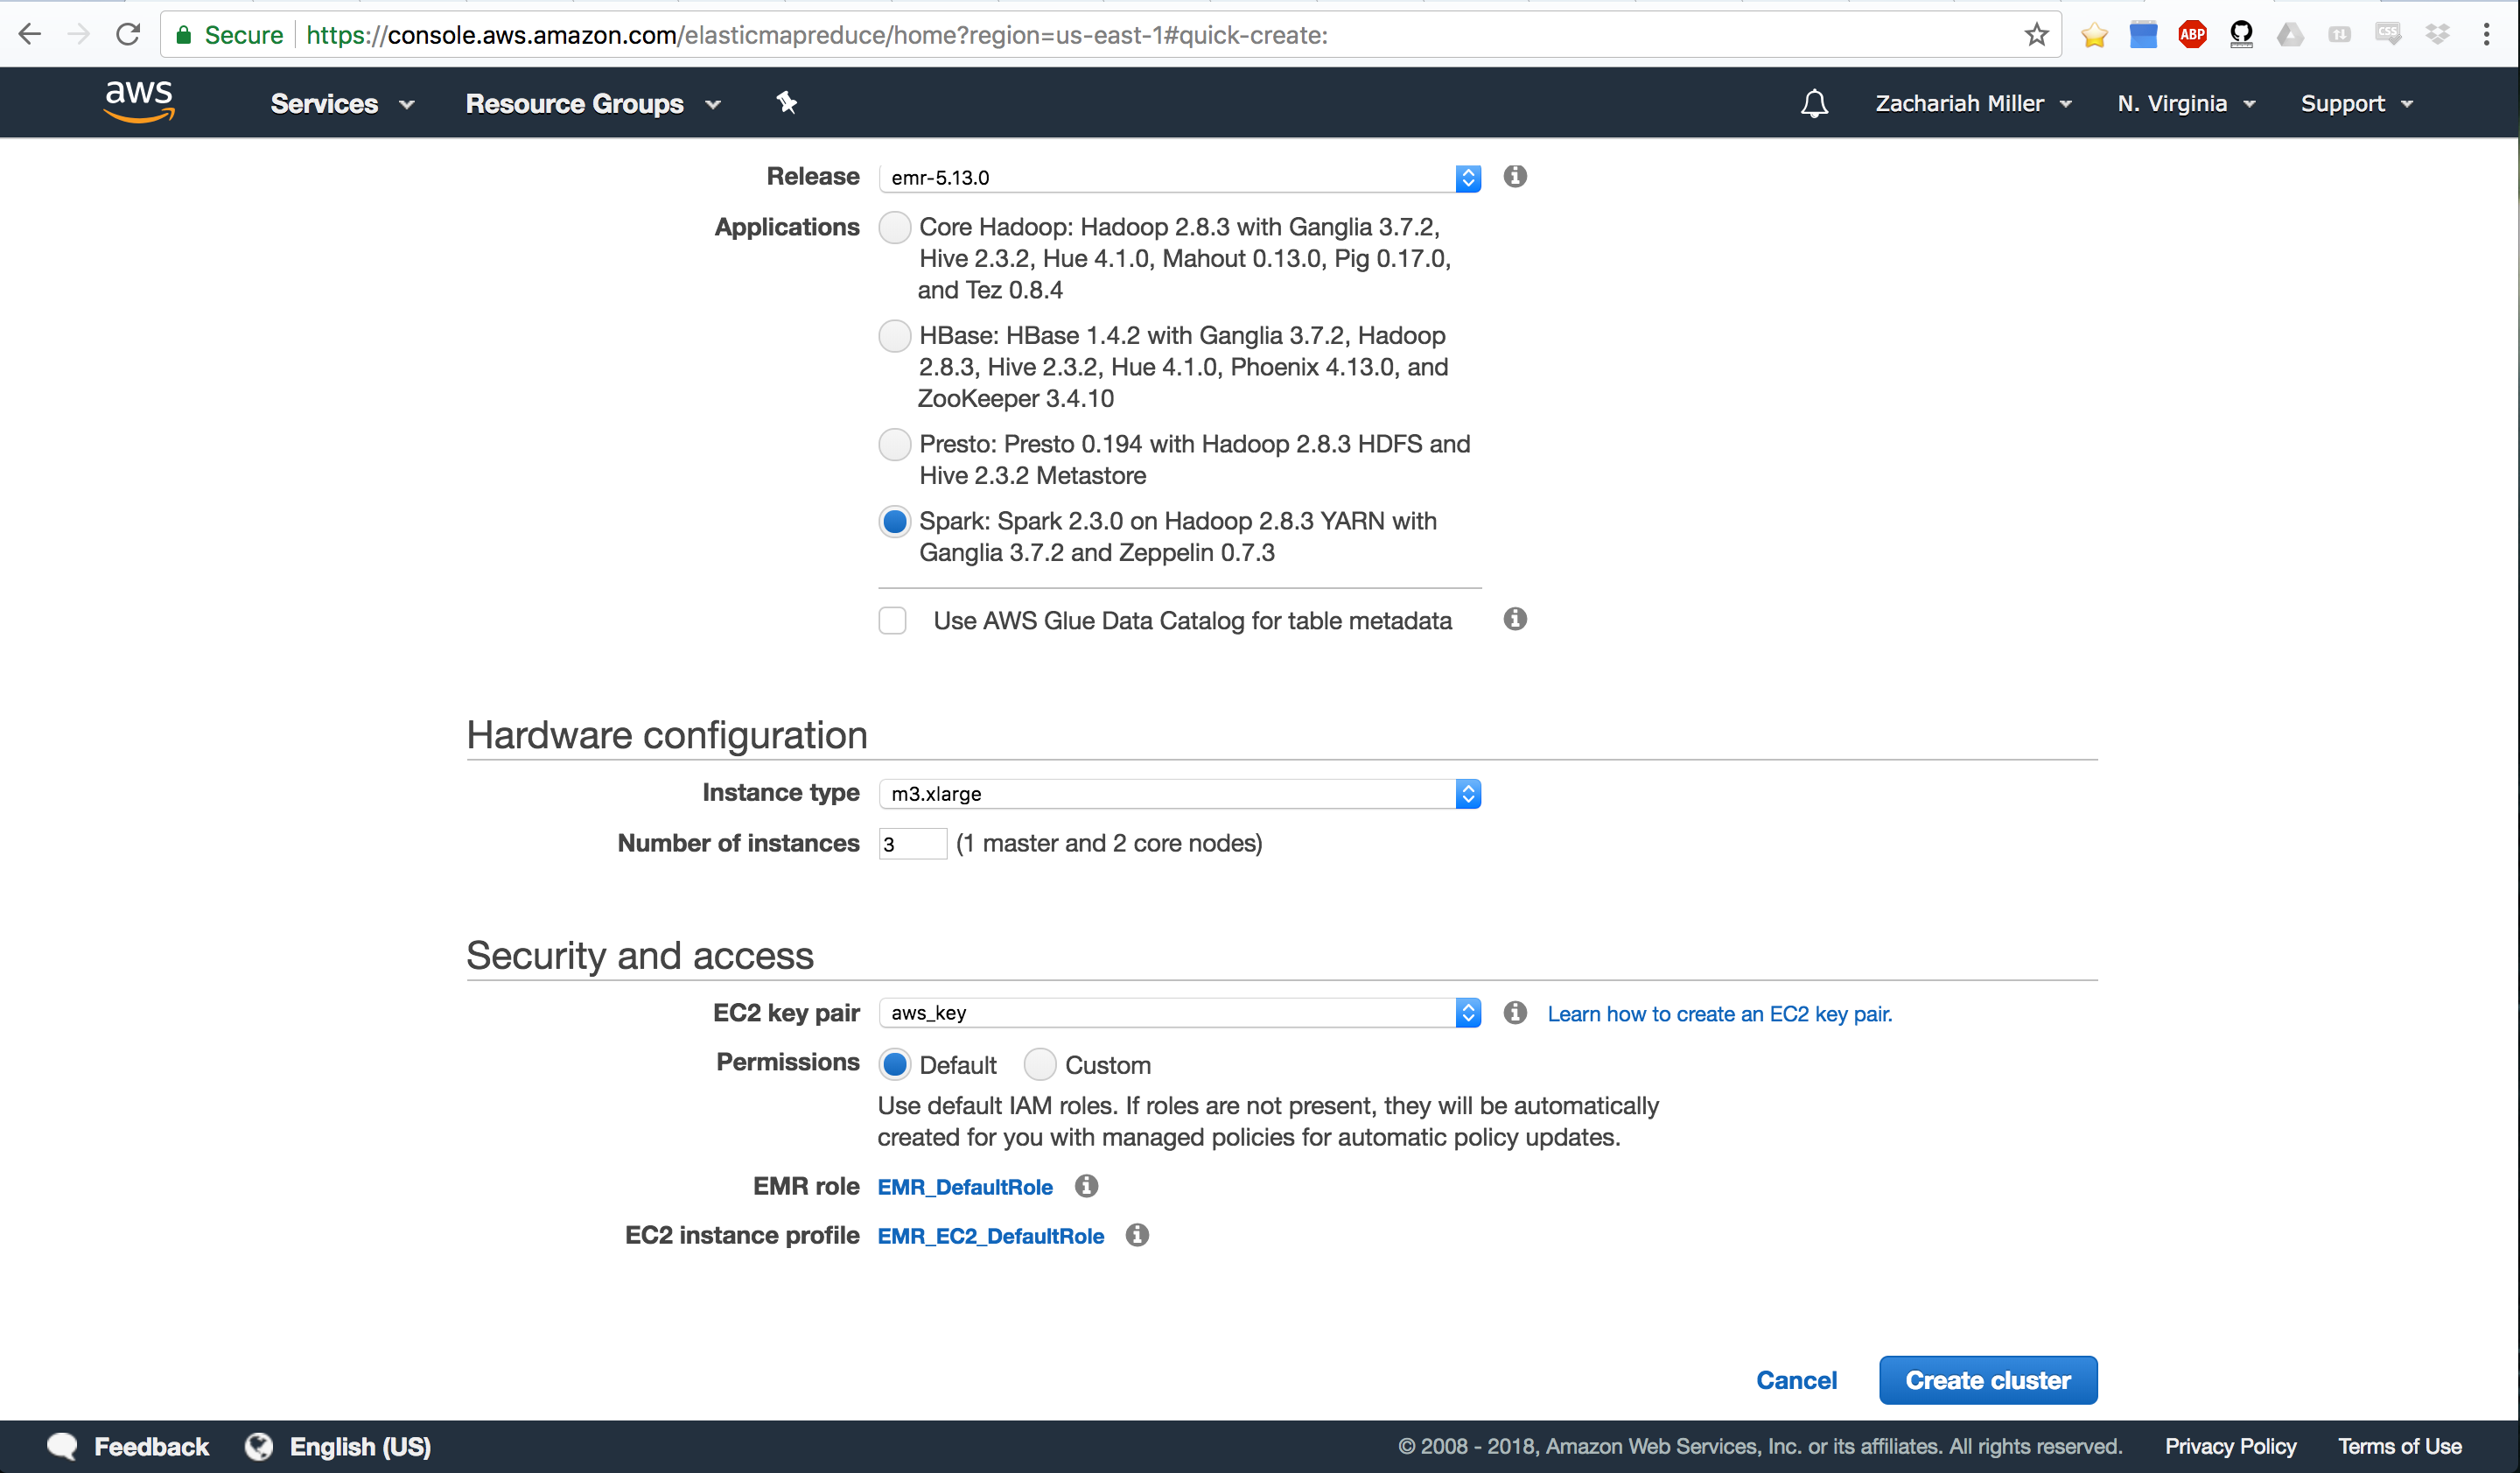 Secure https://console.aws.amazon.com/elasticmapreduce/home?region=us-east-1#quick-create:
ABP
CSS
aws Services Resource Groups Zachariah Miller N. Virginia Support
Release emr-5.13.0
Applications Core Hadoop: Hadoop 2.8.3 with Ganglia 3.7.2,
Hive 2.3.2, Hue 4.1.0, Mahout 0.13.0, Pig 0.17.0,
and Tez 0.8.4
HBase: HBase 1.4.2 with Ganglia 3.7.2, Hadoop
2.8.3, Hive 2.3.2, Hue 4.1.0, Phoenix 4.13.0, and
ZooKeeper 3.4.10
Presto: Presto 0.194 with Hadoop 2.8.3 HDFS and
Hive 2.3.2 Metastore
Spark: Spark 2.3.0 on Hadoop 2.8.3 YARN with
Ganglia 3.7.2 and Zeppelin 0.7.3
Use AWS Glue Data Catalog for table metadata
Hardware configuration
Instance type m3.xlarge
Number of instances 3 (1 master and 2 core nodes)
Security and access
EC2 key pair aws_key Learn how to create an EC2 key pair.
Permissions Default Custom
Use default IAM roles. If roles are not present, they will be automatically
created for you with managed policies for automatic policy updates.
EMR role EMR_DefaultRole
EC2 instance profile EMR_EC2_DefaultRole
Cancel Create cluster
Feedback English (US) © 2008 - 2018, Amazon Web Services, Inc. or its affiliates. All rights reserved. Privacy Policy Terms of Use